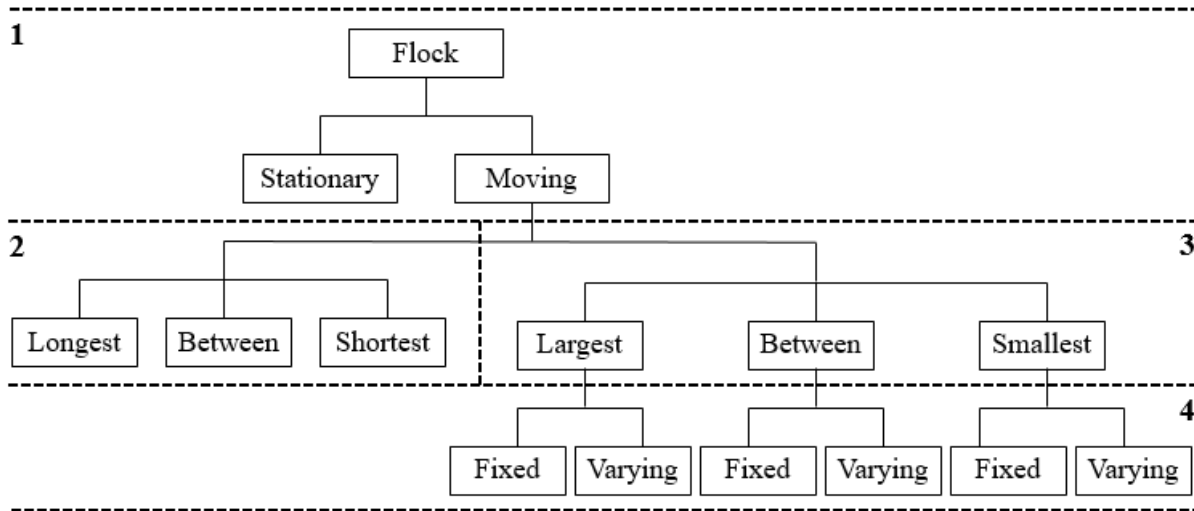 1
Flock
Stationary
Moving
2
3
Longest
Between
Shortest
Largest
Between
Smallest
4
Fixed
Varying
Fixed
Varying
Fixed
Varying